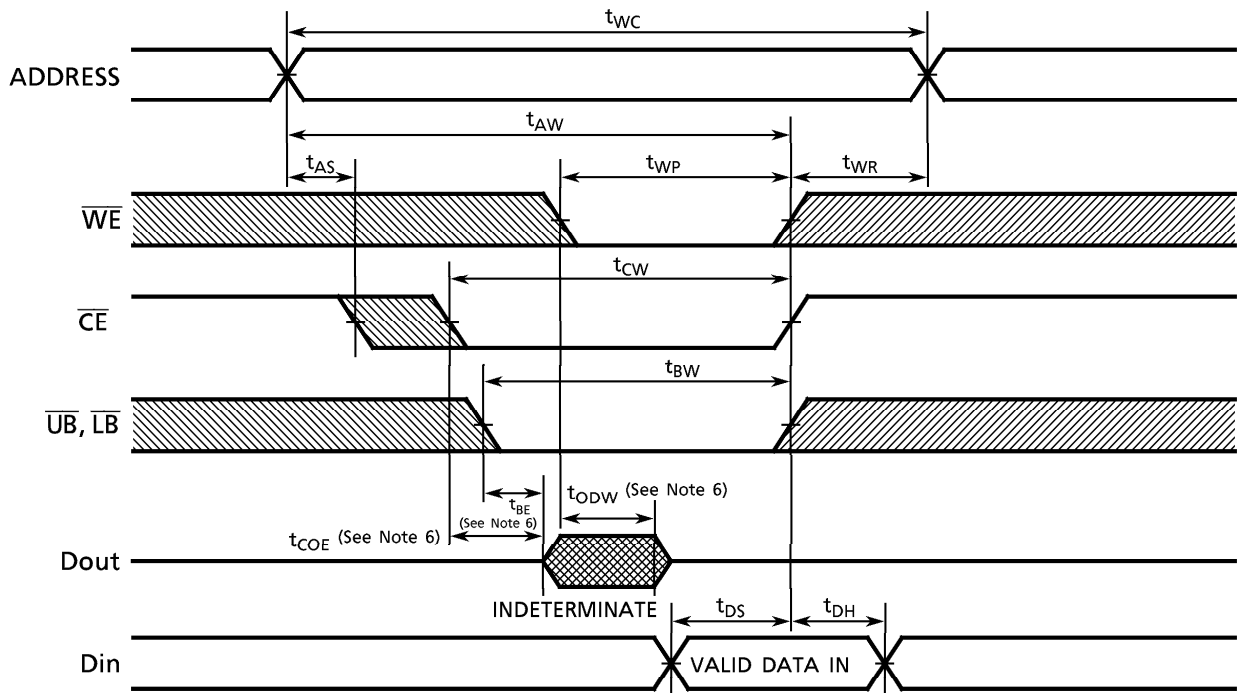 tWC
ADDRESS
tAW
tAS
tWP
tWR
WE
tCW
CE
tBW
UB, LB
tODW (See Note 6)
tBE
(See Note 6)
tCOE (See Note 6)
Dout
INDETERMINATE
tDS
tDH
Din
VALID DATA IN